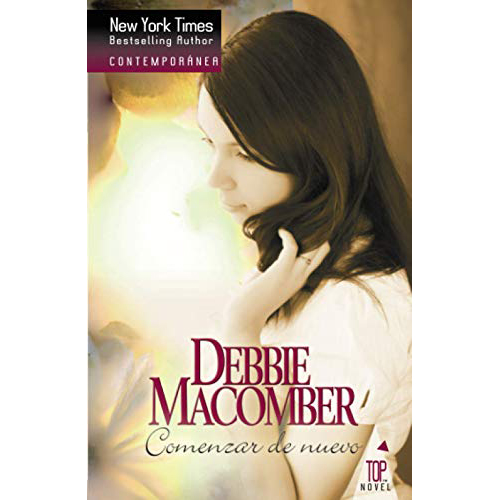 New York Times
Bestselling Author
CONTEMPORÁNEA
DEBBIE
MACOMBER
Comenzar de nuevo
TOP
NOVEL